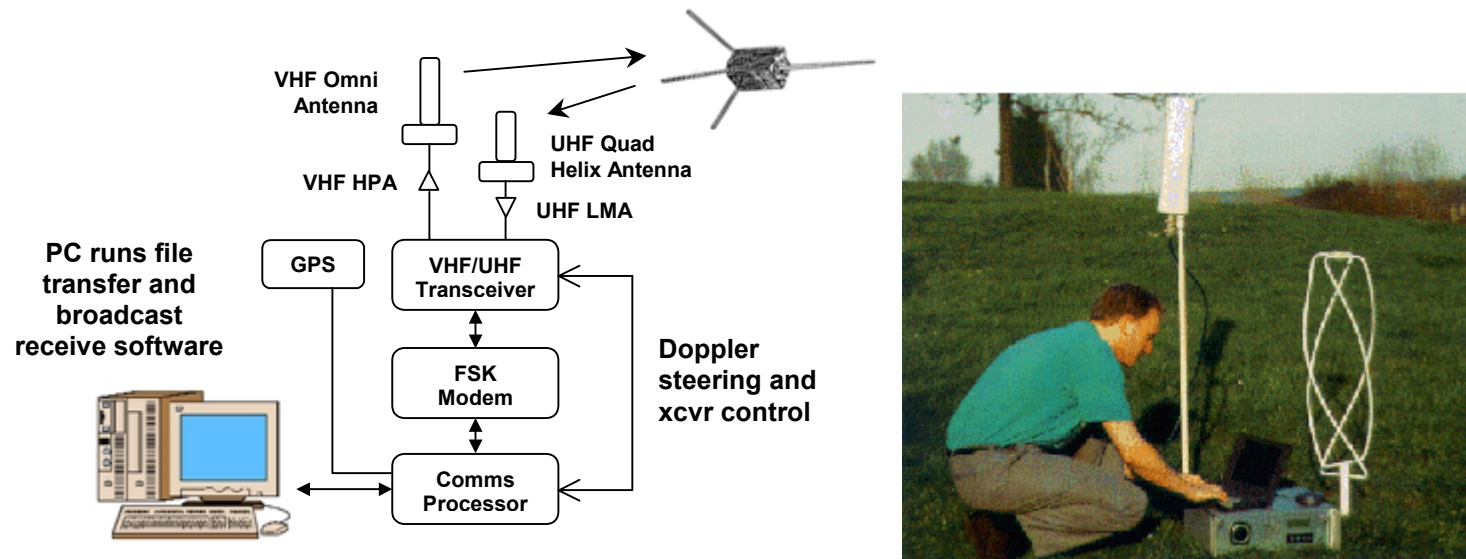 VHF Omni
Antenna
UHF Quad
Helix Antenna
VHF HPA
UHF LMA
PC runs file
transfer and
broadcast
receive software
GPS
VHF/UHF
Transceiver
FSK
Modem
Doppler
steering and
xcvr control
Comms
Processor